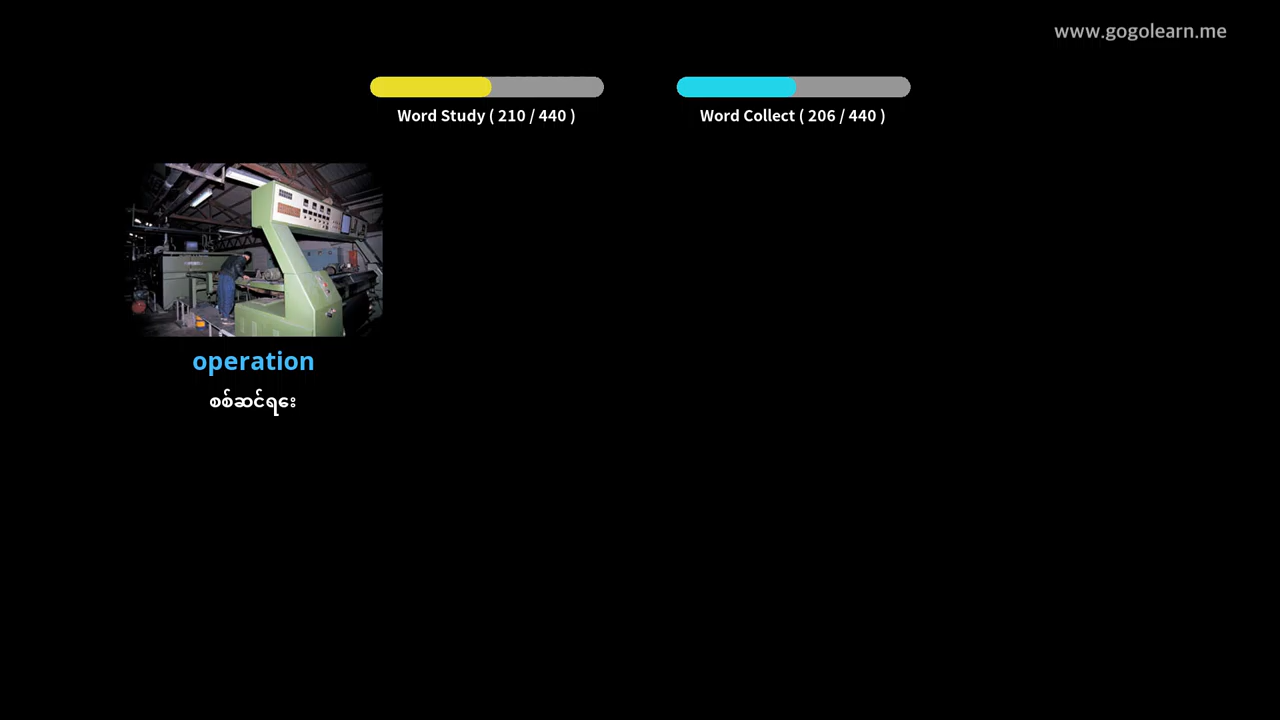 www.gogolearn.me
Word Study ( 210 / 440 )
Word Collect ( 206 / 440 )
operation
စစ်ဆင်ရေး